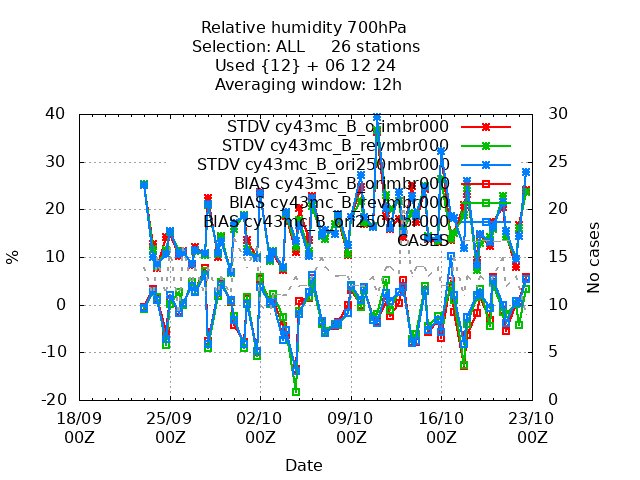 Relative humidity 700hPa
Selection: ALL 26 stations
Used {12} + 06 12 24
Averaging window: 12h
40 30
STDV cy43mc_B_orimbr000
STDV cy43mc_B_revmbr000
30 25
STDV cy43mc_B_ori250mbr000
BIAS cy43mc_B_orimbr000
BIAS cy43mc_B_revmbr000
20 20
BIAS cy43mc_B_ori250mbr000
CASES
10 15
%
No cases
0 10
-10 5
-20 0
18/09 25/09 02/10 09/10 16/10 23/10
00Z 00Z 00Z 00Z 00Z 00Z
Date